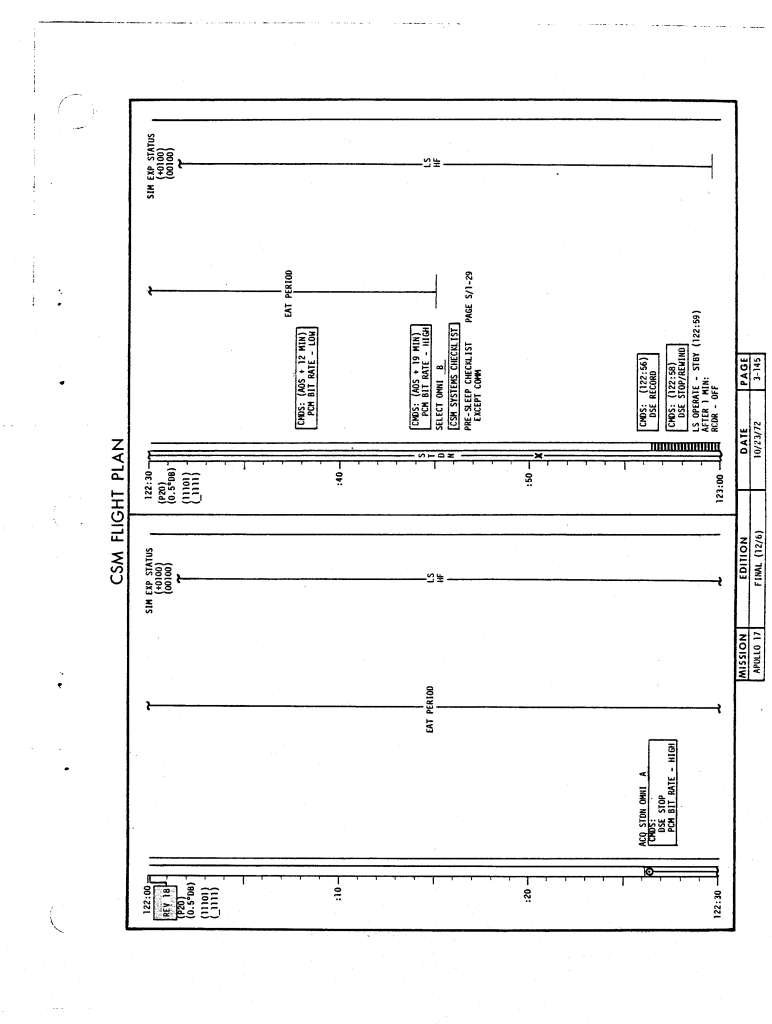 CSM FLIGHT PLAN
122:00
REV 18
(P20)
(0.5°DB)
(11101)
(_1111)
:10
:20
122:30
SIM EXP STATUS
(+0100)
(00100)
EAT PERIOD
LS
HF
ACQ STDN OMNI A
CMDS:
DSE STOP
PCM BIT RATE - HIGH
122:30
(P20)
(0.5°DB)
(11101)
(_1111)
:40
:50
123:00
S
T
D
N
SIM EXP STATUS
(+0100)
(00100)
EAT PERIOD
LS
HF
CMDS: (AOS + 12 MIN)
PCM BIT RATE - LOW
CMDS: (AOS + 19 MIN)
PCM BIT RATE - HIGH
SELECT OMNI B
CSM SYSTEMS CHECKLIST
PRE-SLEEP CHECKLIST PAGE S/1-29
EXCEPT COMM
CMDS: (122:56)
DSE RECORD
CMDS: (122:58)
DSE STOP/REWIND
LS OPERATE - STBY (122:59)
AFTER 1 MIN:
RCDR - OFF
MISSION EDITION DATE PAGE
APOLLO 17 FINAL (12/6) 10/23/72 3-145